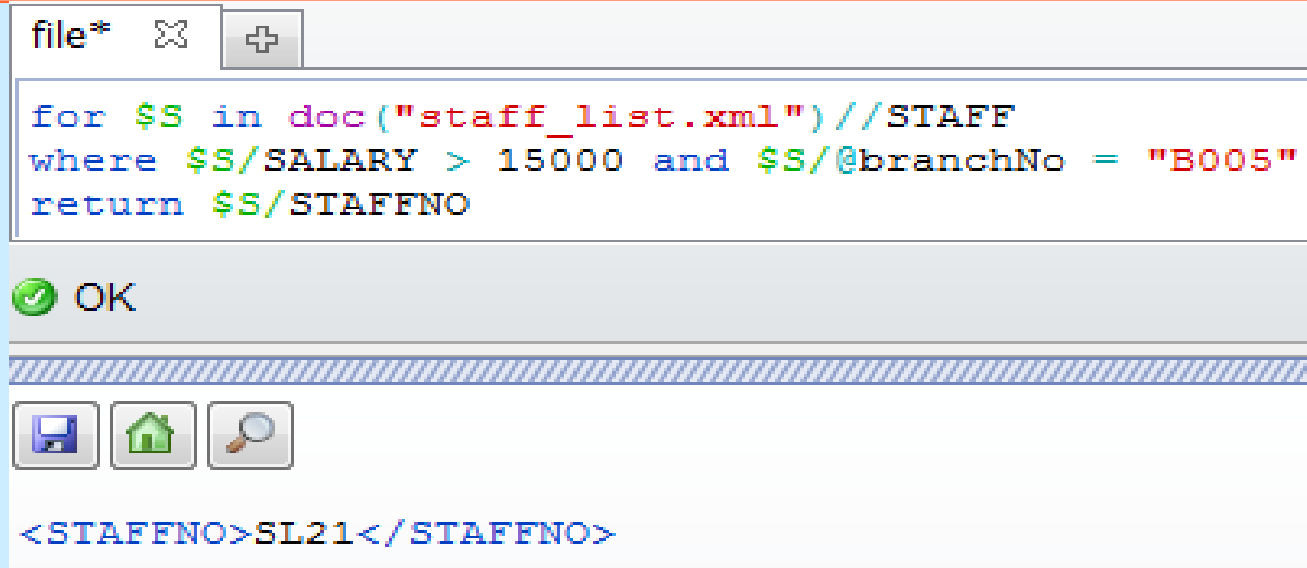 file*
for $S in doc("staff_list.xml")//STAFF
where $S/SALARY > 15000 and $S/@branchNo = "B005"
return $S/STAFFNO
OK
<STAFFNO>SL21</STAFFNO>